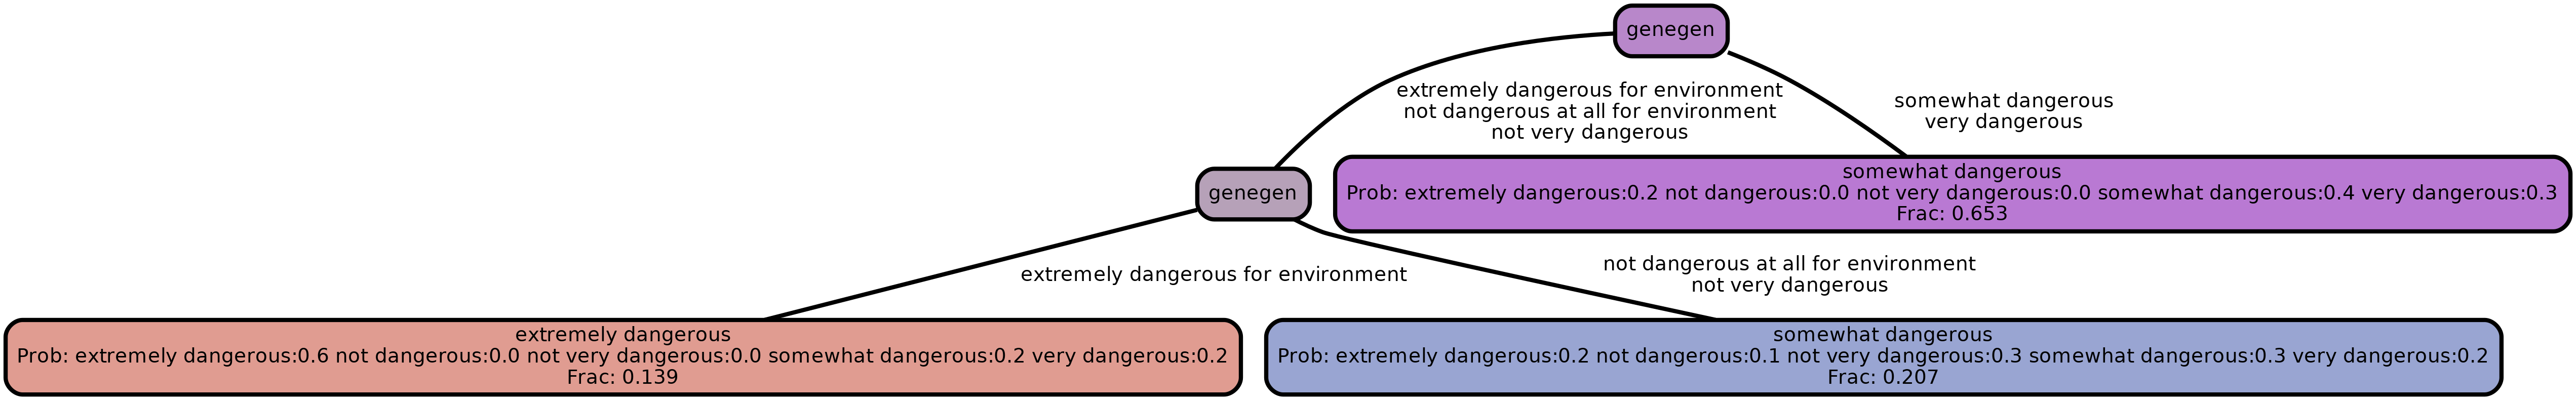 genegen
extremely dangerous for environment
not dangerous at all for environment
not very dangerous
somewhat dangerous
very dangerous
genegen
somewhat dangerous
Prob: extremely dangerous:0.2 not dangerous:0.0 not very dangerous:0.0 somewhat dangerous:0.4 very dangerous:0.3
Frac: 0.653
extremely dangerous for environment
not dangerous at all for environment
not very dangerous
extremely dangerous
Prob: extremely dangerous:0.6 not dangerous:0.0 not very dangerous:0.0 somewhat dangerous:0.2 very dangerous:0.2
Frac: 0.139
somewhat dangerous
Prob: extremely dangerous:0.2 not dangerous:0.1 not very dangerous:0.3 somewhat dangerous:0.3 very dangerous:0.2
Frac: 0.207